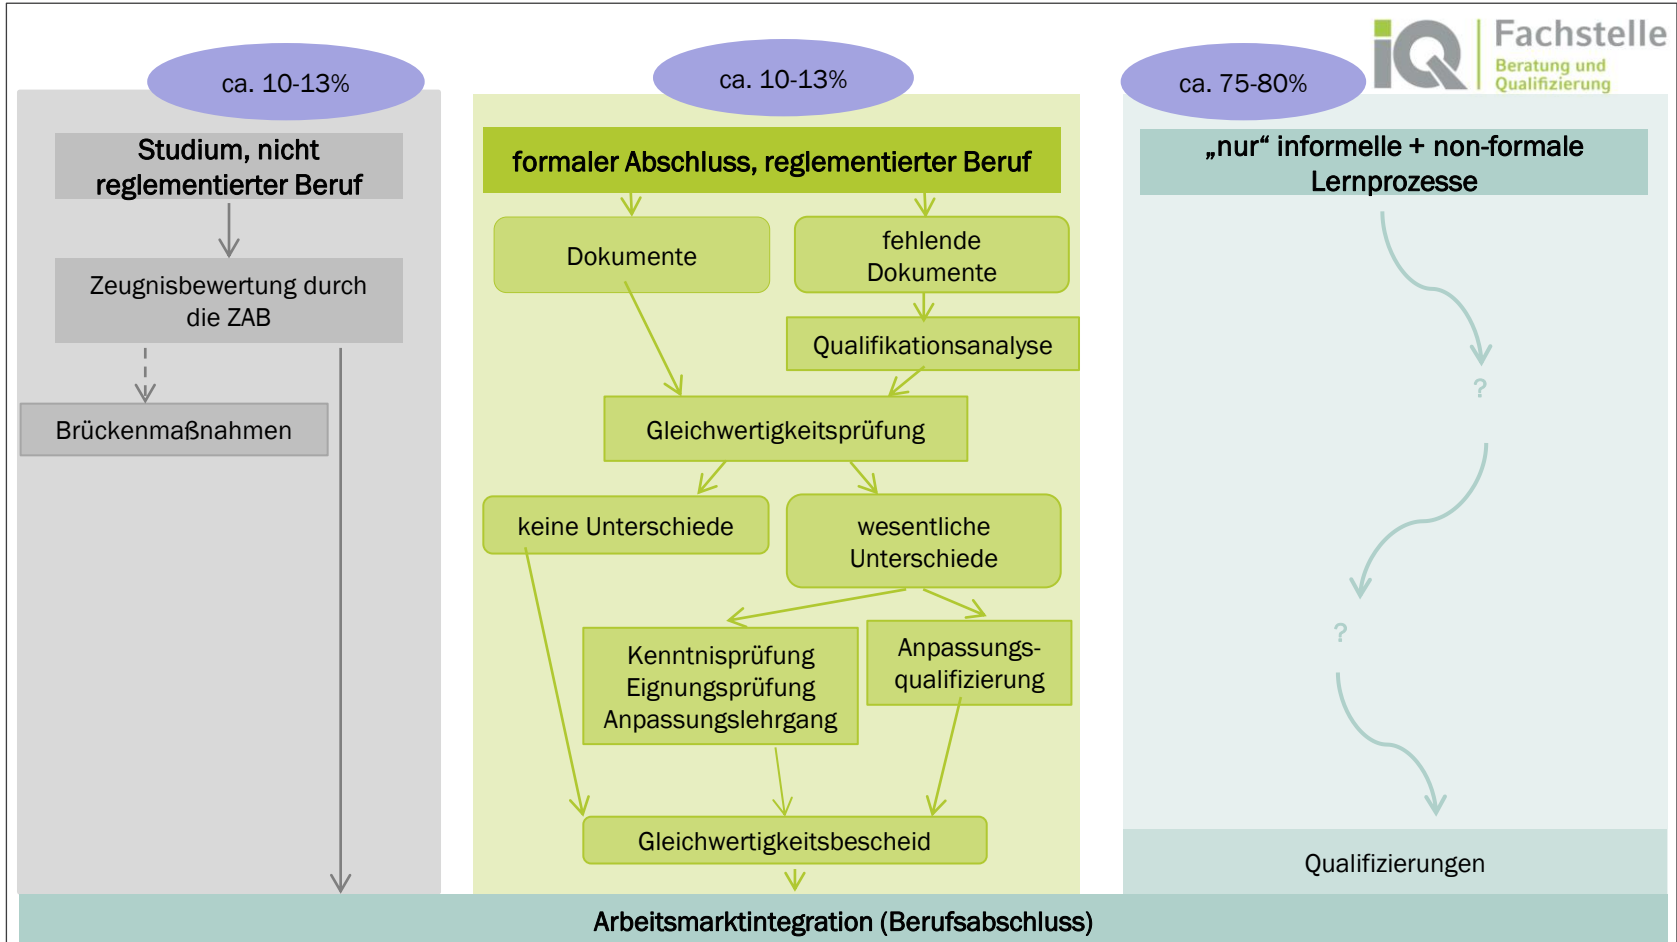 iQ
Fachstelle
Beratung und
Qualifizierung
ca. 10-13%
Studium, nicht
reglementierter Beruf
Zeugnisbewertung durch
die ZAB
Brückenmaßnahmen
ca. 10-13%
formaler Abschluss, reglementierter Beruf
Dokumente
fehlende
Dokumente
Qualifikationsanalyse
Gleichwertigkeitsprüfung
keine Unterschiede
wesentliche
Unterschiede
Kenntnisprüfung
Eignungsprüfung
Anpassungslehrgang
Anpassungs-
qualifizierung
Gleichwertigkeitsbescheid
ca. 75-80%
„nur“ informelle + non-formale
Lernprozesse
?
?
Qualifizierungen
Arbeitsmarktintegration (Berufsabschluss)